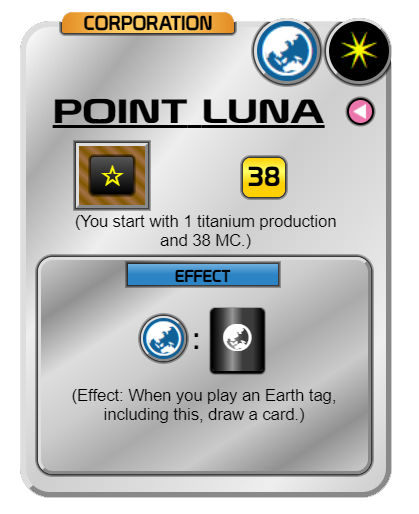 CORPORATION
POINT LUNA
38
(You start with 1 titanium production
and 38 MC.)
EFFECT
:
(Effect: When you play an Earth tag,
including this, draw a card.)